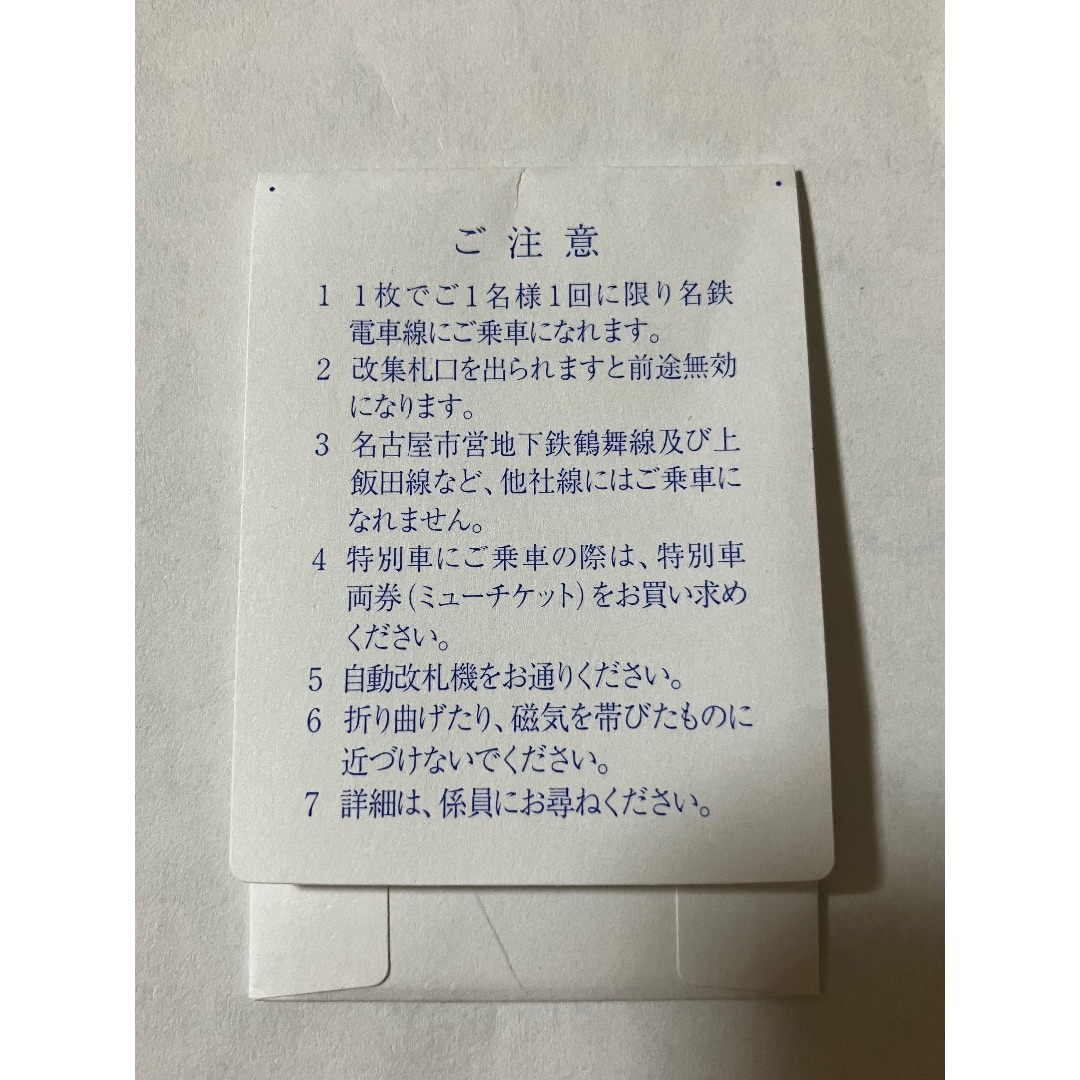 ご注意
1 1枚でご1名様1回に限り名鉄
電車線にご乗車になれます。
2 改集札口を出られますと前途無効
になります。
3 名古屋市営地下鉄鶴舞線及び上
飯田線など、他社線にはご乗車に
なれません。
4 特別車にご乗車の際は、特別車
両券(ミューチケット)をお買い求め
ください。
5 自動改札機をお通りください。
6 折り曲げたり、磁気を帯びたものに
近づけないでください。
7 詳細は、係員にお尋ねください。